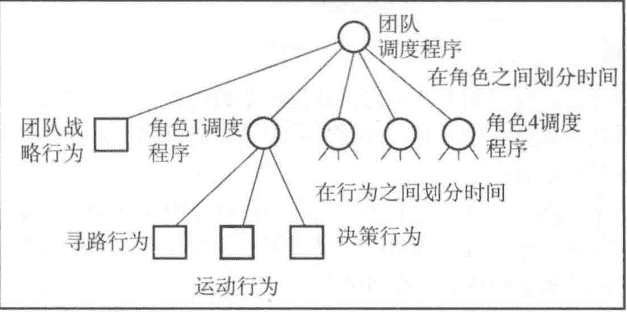 团队
调度程序
在角色之间划分时间
团队战
略行为
角色1调度
程序
角色4调度
程序
在行为之间划分时间
寻路行为
决策行为
运动行为